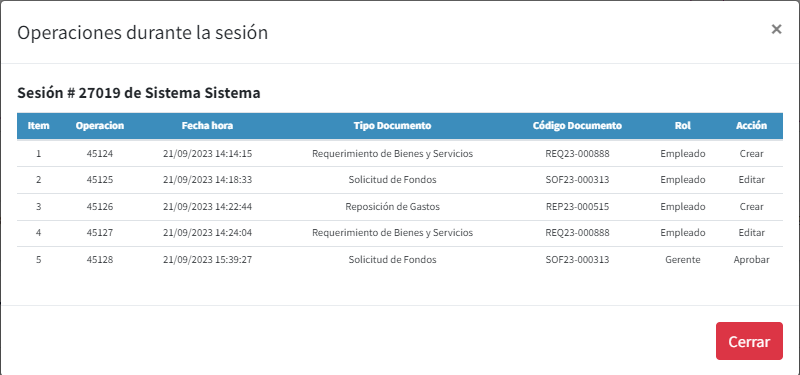 Operaciones durante la sesión
×
Sesión # 27019 de Sistema Sistema
Item Operacion Fecha hora Tipo Documento Código Documento Rol Acción
1 45124 21/09/2023 14:14:15 Requerimiento de Bienes y Servicios REQ23-000888 Empleado Crear
2 45125 21/09/2023 14:18:33 Solicitud de Fondos SOF23-000313 Empleado Editar
3 45126 21/09/2023 14:22:44 Reposición de Gastos REP23-000515 Empleado Crear
4 45127 21/09/2023 14:24:04 Requerimiento de Bienes y Servicios REQ23-000888 Empleado Editar
5 45128 21/09/2023 15:39:27 Solicitud de Fondos SOF23-000313 Gerente Aprobar
Cerrar